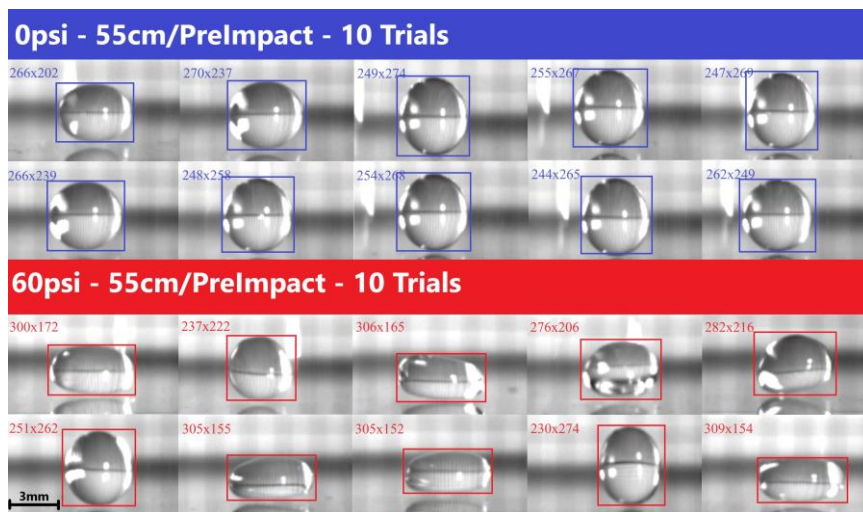 0psi - 55cm/PreImpact - 10 Trials
266x202 270x237 249x274 255x267 247x269
266x239 248x258 254x268 244x265 262x249
60psi - 55cm/PreImpact - 10 Trials
300x172 237x222 306x165 276x206 282x216
251x262 305x155 305x152 230x274 309x154
3mm